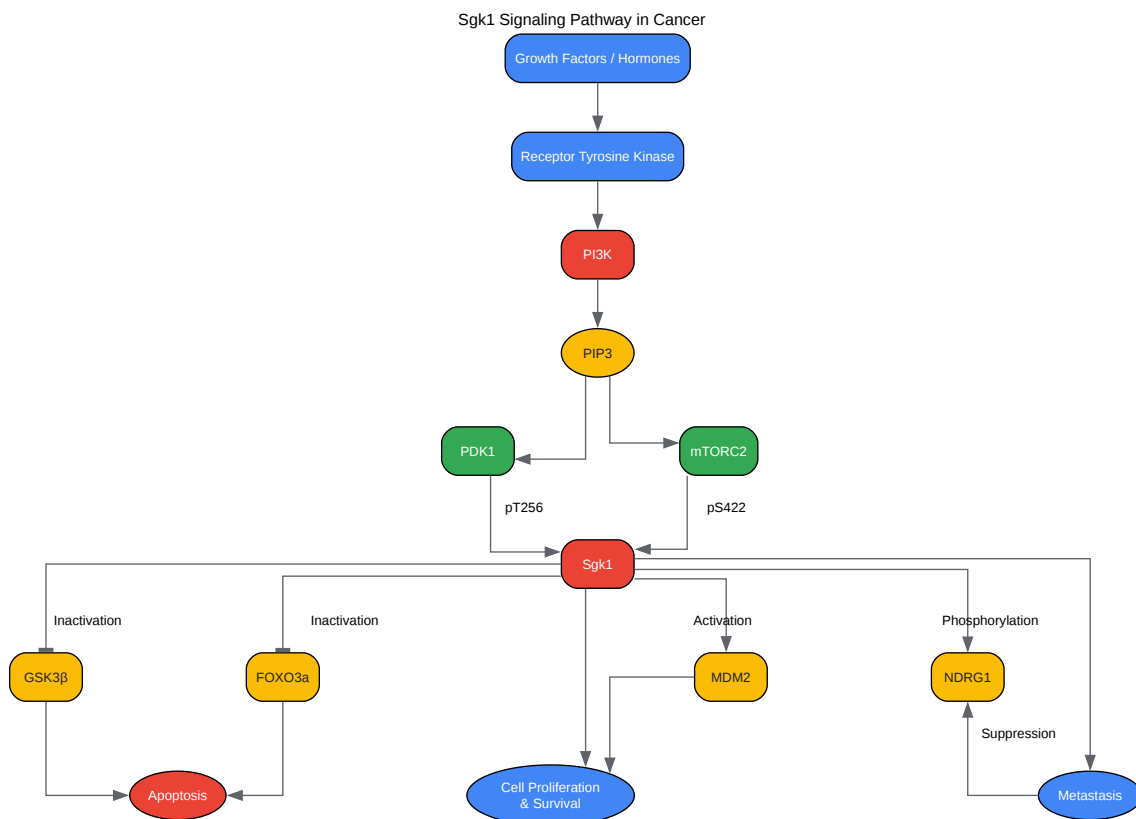 Sgk1 Signaling Pathway in Cancer
Growth Factors / Hormones
Receptor Tyrosine Kinase
PI3K
PIP3
PDK1
mTORC2
pT256
pS422
Sgk1
Inactivation
Inactivation
Activation
Phosphorylation
GSK3β
FOXO3a
MDM2
NDRG1
Suppression
Apoptosis
Cell Proliferation
& Survival
Metastasis